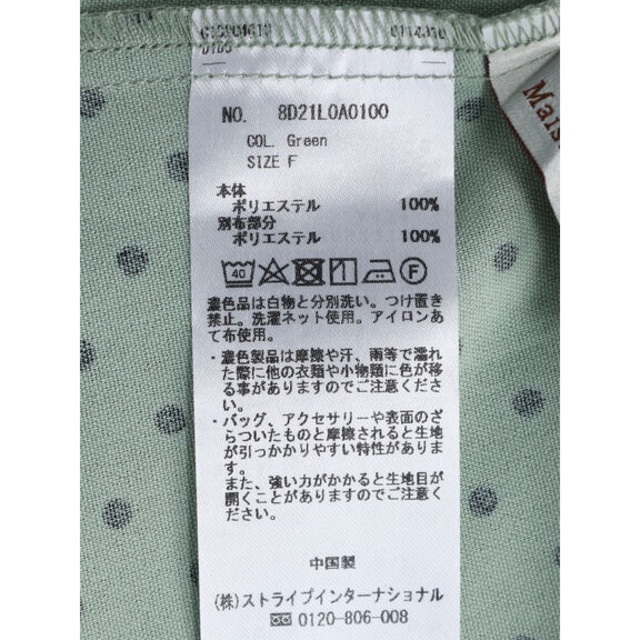 NO. 8D21L0A0100
COL. Green
SIZE F
本体
ポリエステル 100%
別布部分
ポリエステル 100%
40 F
濃色品は白物と分別洗い。つけ置き
禁止。洗濯ネット使用。アイロンあ
て布使用。
・濃色製品は摩擦や汗、雨等で濡れ
た際に他の衣類や小物類に色が移
る事がありますのでご注意くださ
い。
・バッグ、アクセサリーや表面のざ
らついたものと摩擦されると生地
が引っかかりやすい特性がありま
す。
また、強い力がかかると生地目が
開くことがありますのでご注意く
ださい。
中国製
(株)ストライプインターナショナル
0120-806-008
Mais